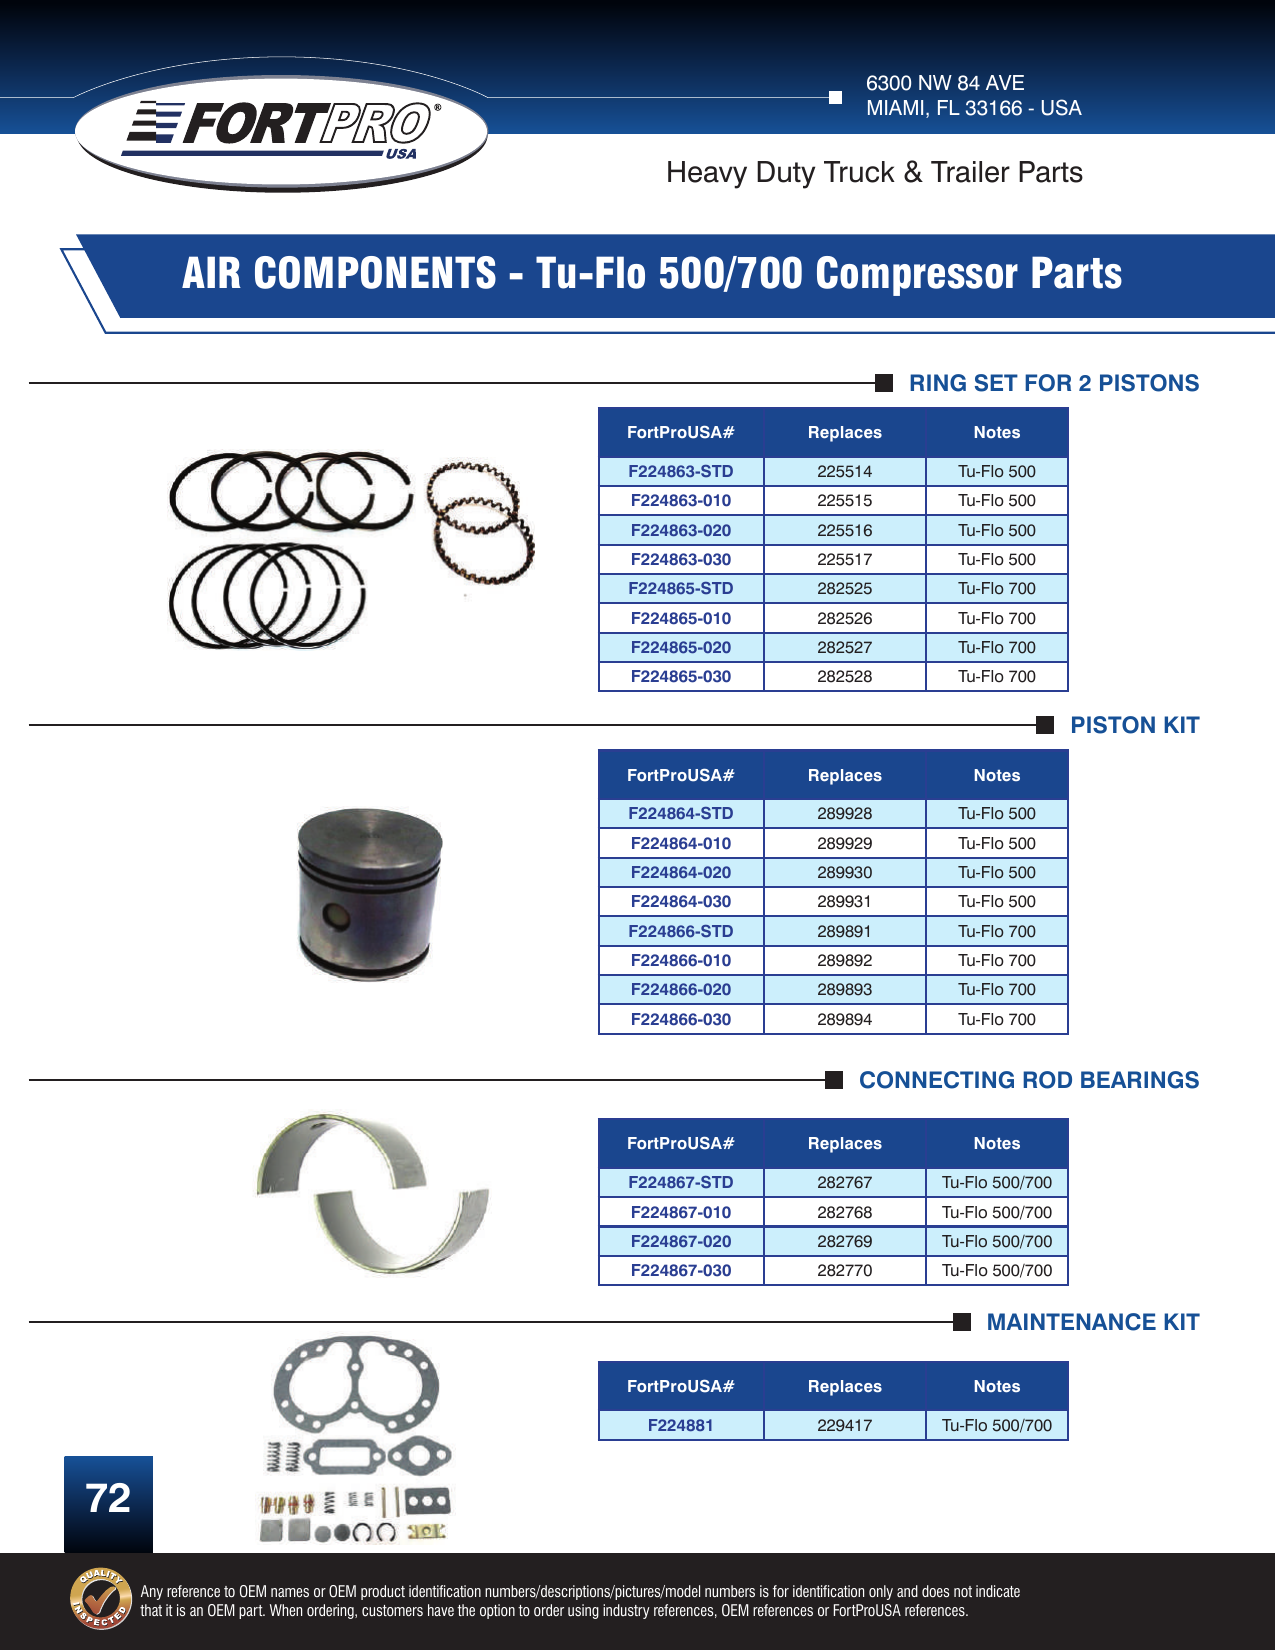 FORTPRO®
USA
6300 NW 84 AVE
MIAMI, FL 33166 - USA
Heavy Duty Truck & Trailer Parts
AIR COMPONENTS - Tu-Flo 500/700 Compressor Parts
RING SET FOR 2 PISTONS
FortProUSA# Replaces Notes
F224863-STD 225514 Tu-Flo 500
F224863-010 225515 Tu-Flo 500
F224863-020 225516 Tu-Flo 500
F224863-030 225517 Tu-Flo 500
F224865-STD 282525 Tu-Flo 700
F224865-010 282526 Tu-Flo 700
F224865-020 282527 Tu-Flo 700
F224865-030 282528 Tu-Flo 700
PISTON KIT
FortProUSA# Replaces Notes
F224864-STD 289928 Tu-Flo 500
F224864-010 289929 Tu-Flo 500
F224864-020 289930 Tu-Flo 500
F224864-030 289931 Tu-Flo 500
F224866-STD 289891 Tu-Flo 700
F224866-010 289892 Tu-Flo 700
F224866-020 289893 Tu-Flo 700
F224866-030 289894 Tu-Flo 700
CONNECTING ROD BEARINGS
FortProUSA# Replaces Notes
F224867-STD 282767 Tu-Flo 500/700
F224867-010 282768 Tu-Flo 500/700
F224867-020 282769 Tu-Flo 500/700
F224867-030 282770 Tu-Flo 500/700
MAINTENANCE KIT
FortProUSA# Replaces Notes
F224881 229417 Tu-Flo 500/700
72
QUALITY
INSPECTED
Any reference to OEM names or OEM product identification numbers/descriptions/pictures/model numbers is for identification only and does not indicate
that it is an OEM part. When ordering, customers have the option to order using industry references, OEM references or FortProUSA references.